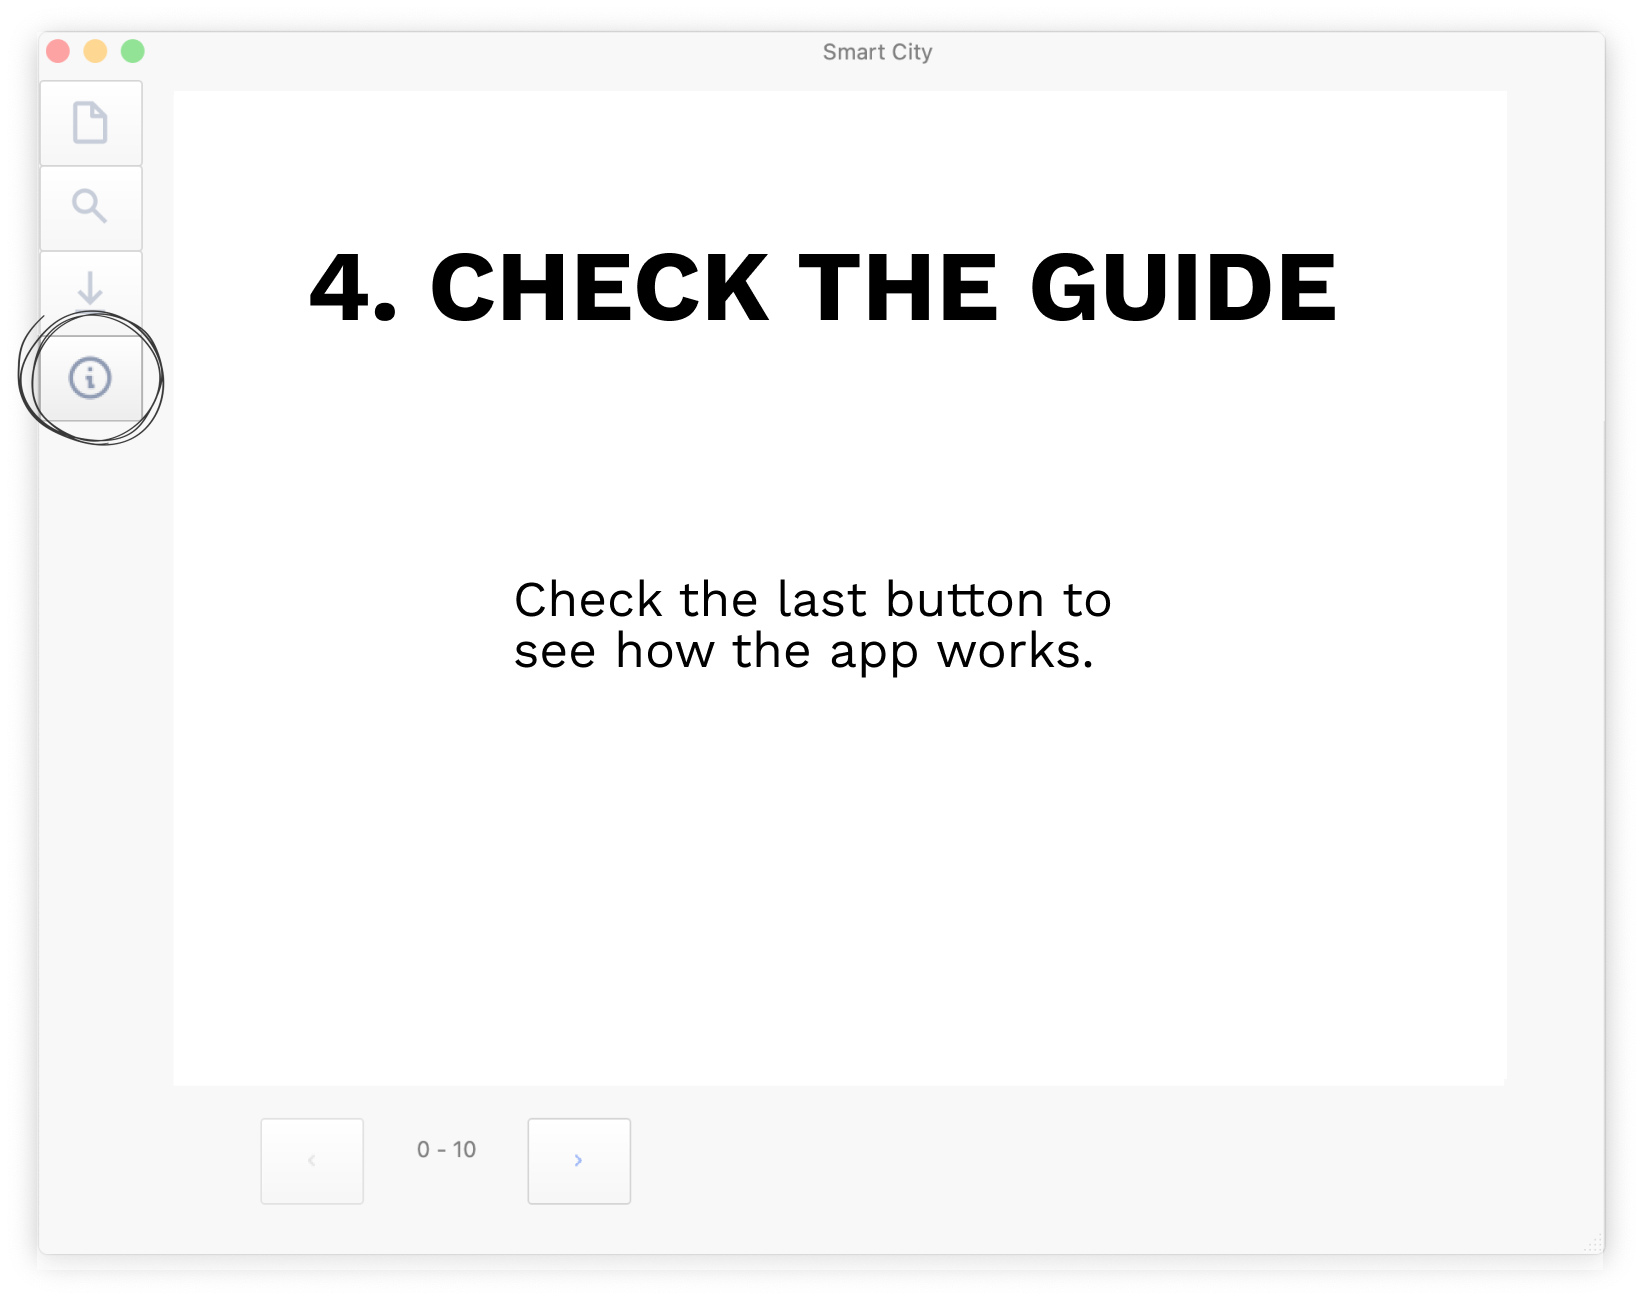 Smart City
4. CHECK THE GUIDE
Check the last button to
see how the app works.
0 - 10